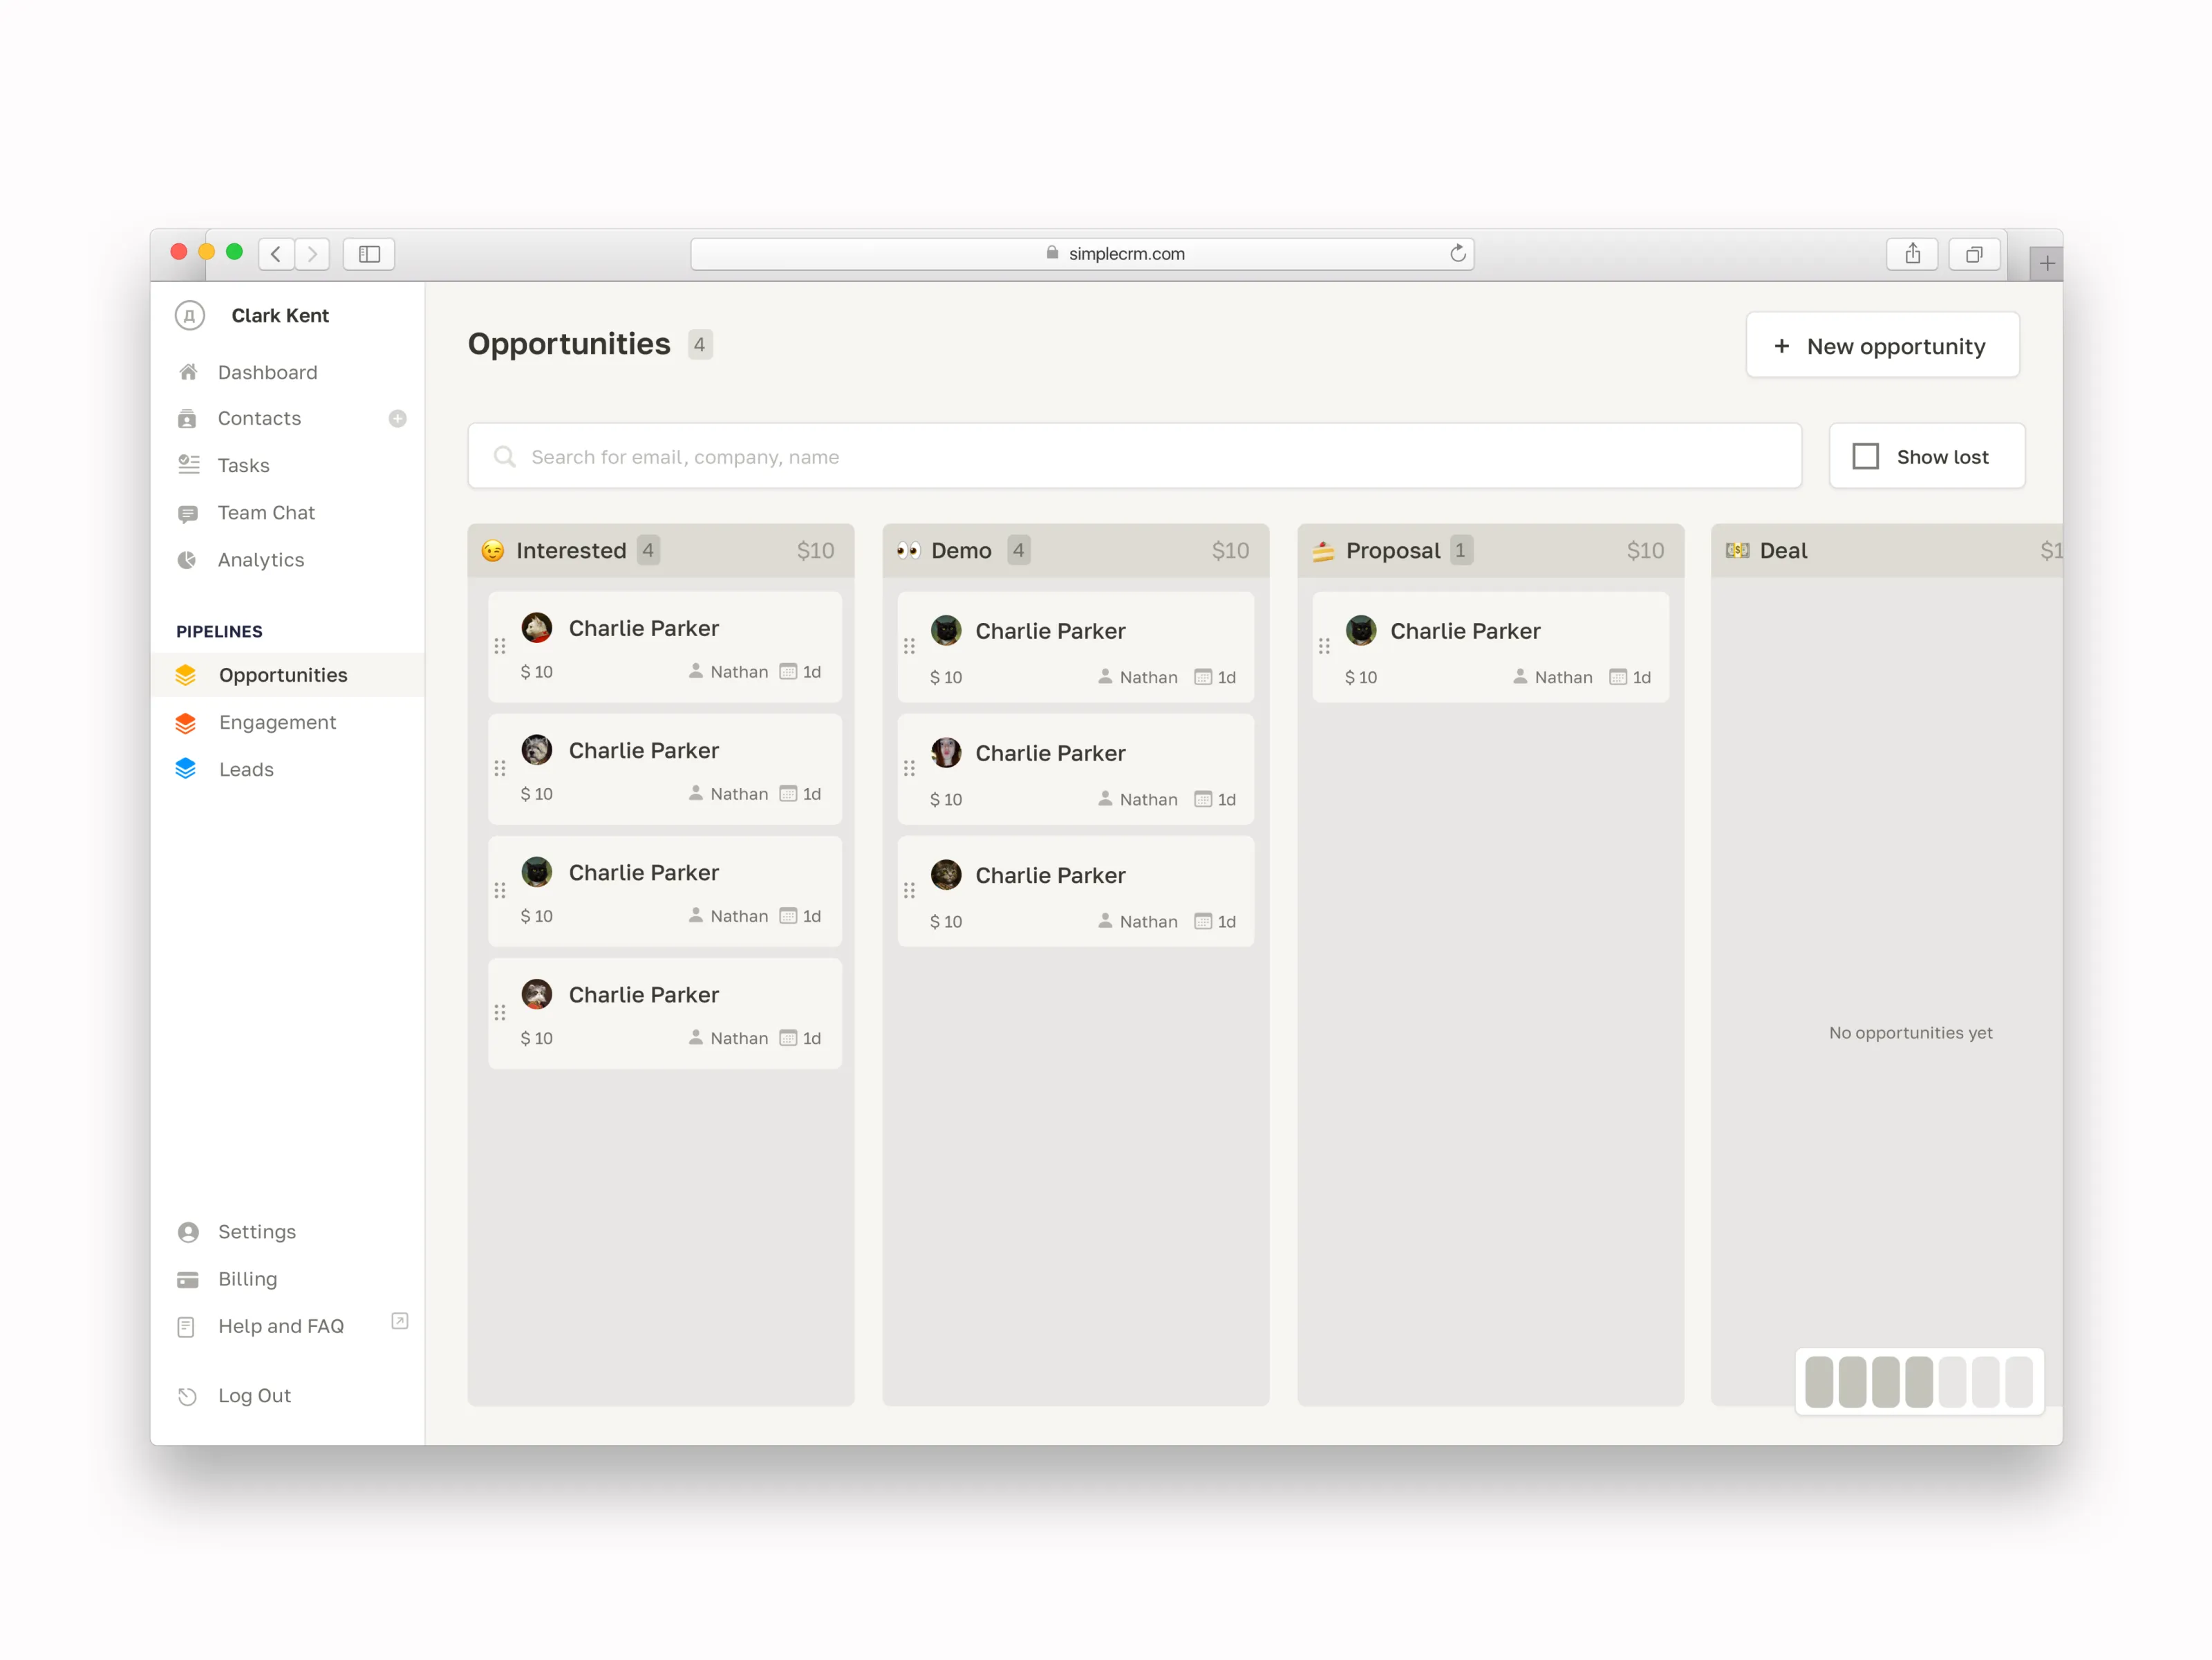 simplecrm.com
Д Clark Kent
Dashboard
Contacts
Tasks
Team Chat
Analytics
PIPELINES
Opportunities
Engagement
Leads
Settings
Billing
Help and FAQ
Log Out
Opportunities 4
+ New opportunity
Search for email, company, name
Show lost
Interested 4 $10
Charlie Parker
$ 10 Nathan 1d
Charlie Parker
$ 10 Nathan 1d
Charlie Parker
$ 10 Nathan 1d
Charlie Parker
$ 10 Nathan 1d
Demo 4 $10
Charlie Parker
$ 10 Nathan 1d
Charlie Parker
$ 10 Nathan 1d
Charlie Parker
$ 10 Nathan 1d
Proposal 1 $10
Charlie Parker
$ 10 Nathan 1d
Deal $1
No opportunities yet